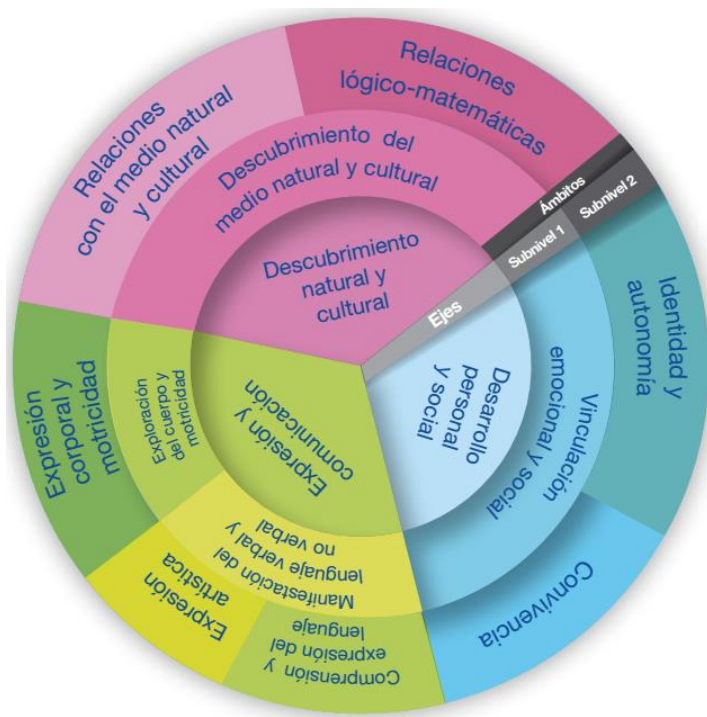 Relaciones
lógico-matemáticas
Relaciones
con el medio natural
y cultural
Descubrimiento del
medio natural y cultural
Descubrimiento
natural y
cultural
Ámbitos
Subnivel 1
Subnivel 2
Ejes
Identidad y
autonomía
Vinculación
emocional y social
Desarrollo
personal
y social
Convivencia
Expresión y
comunicación
Exploración
del cuerpo y
motricidad
Expresión
corporal y
motricidad
Manifestación del
lenguaje verbal y
no verbal
Expresión
artística
Comprensión y
expresión del
lenguaje